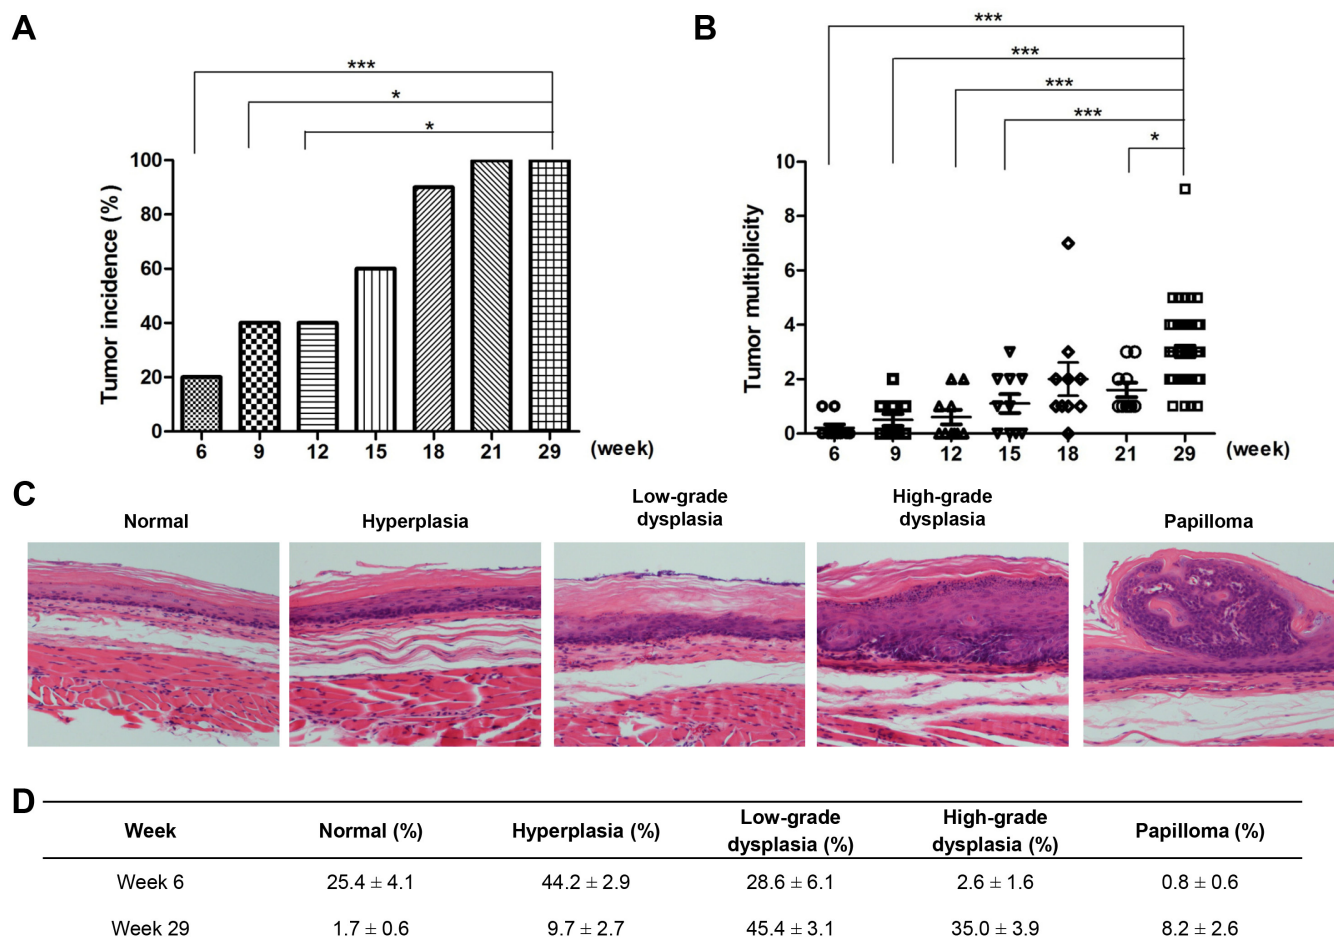 A
***
*
*
100
80
60
40
20
0
Tumor incidence (%)
6 9 12 15 18 21 29 (week)
B
***
***
***
***
*
10
8
6
4
2
0
Tumor multiplicity
6 9 12 15 18 21 29 (week)
C
Normal
Hyperplasia
Low-grade
dysplasia
High-grade
dysplasia
Papilloma
D
Week Normal (%) Hyperplasia (%) Low-grade dysplasia (%) High-grade dysplasia (%) Papilloma (%)
Week 6 25.4 ± 4.1 44.2 ± 2.9 28.6 ± 6.1 2.6 ± 1.6 0.8 ± 0.6
Week 29 1.7 ± 0.6 9.7 ± 2.7 45.4 ± 3.1 35.0 ± 3.9 8.2 ± 2.6